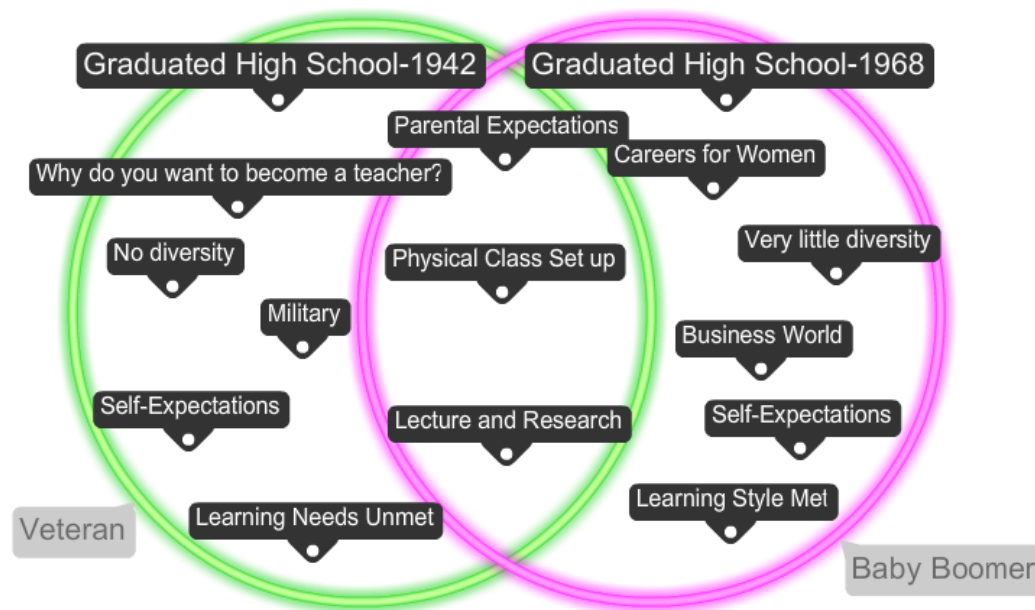 Graduated High School-1942
Graduated High School-1968
Parental Expectations
Careers for Women
Why do you want to become a teacher?
No diversity
Physical Class Set up
Very little diversity
Military
Business World
Self-Expectations
Lecture and Research
Self-Expectations
Learning Needs Unmet
Learning Style Met
Veteran
Baby Boomer